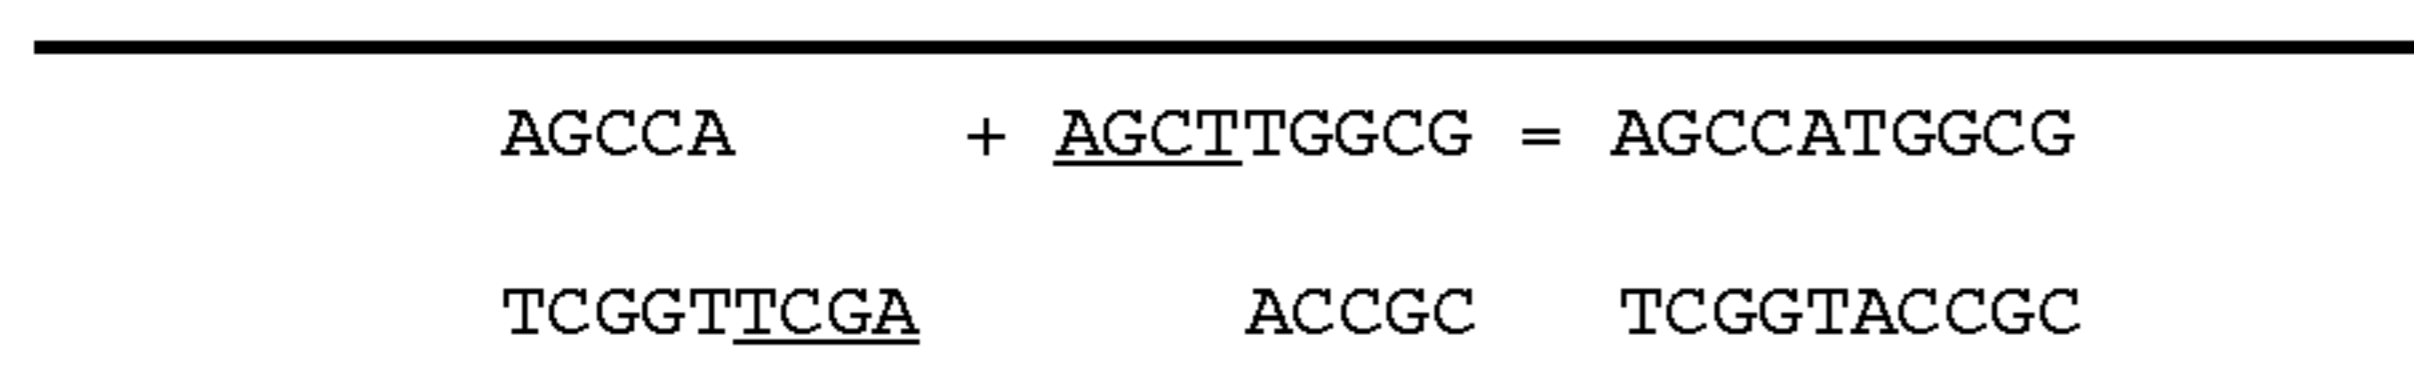 AGCCA + AGCTTGGCG = AGCCATGGCG
TCGGTTCGA ACCGC TCGGTACCGC